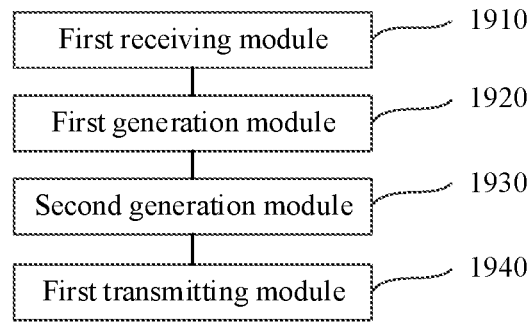 First receiving module 1910
First generation module 1920
Second generation module 1930
First transmitting module 1940